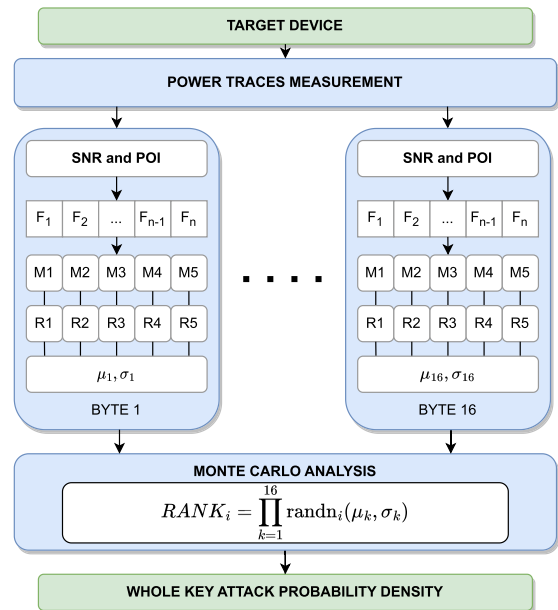 TARGET DEVICE
POWER TRACES MEASUREMENT
SNR and POI
F₁ F₂ ... Fₙ₋₁ Fₙ
M1 M2 M3 M4 M5
R1 R2 R3 R4 R5
μ₁, σ₁
BYTE 1
. . . .
SNR and POI
F₁ F₂ ... Fₙ₋₁ Fₙ
M1 M2 M3 M4 M5
R1 R2 R3 R4 R5
μ₁₆, σ₁₆
BYTE 16
MONTE CARLO ANALYSIS
RANKᵢ = ∏ₖ₌₁¹⁶ randnᵢ(μₖ, σₖ)
WHOLE KEY ATTACK PROBABILITY DENSITY